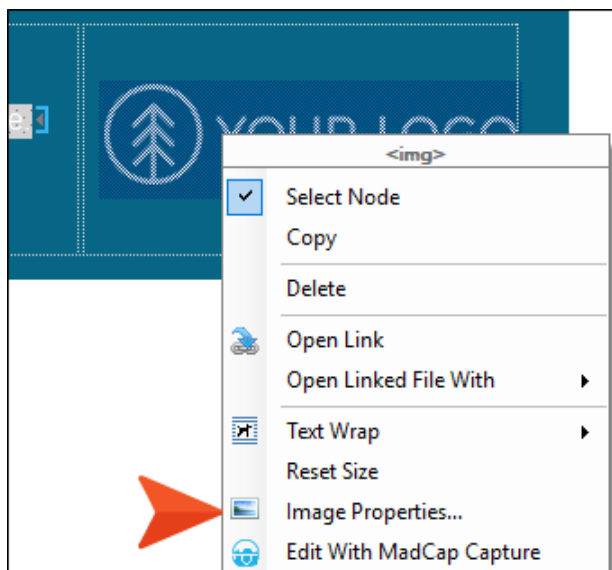 e
YOUR LOGO
<img>
Select Node
Copy
Delete
Open Link
Open Linked File With
Text Wrap
Reset Size
Image Properties...
Edit With MadCap Capture